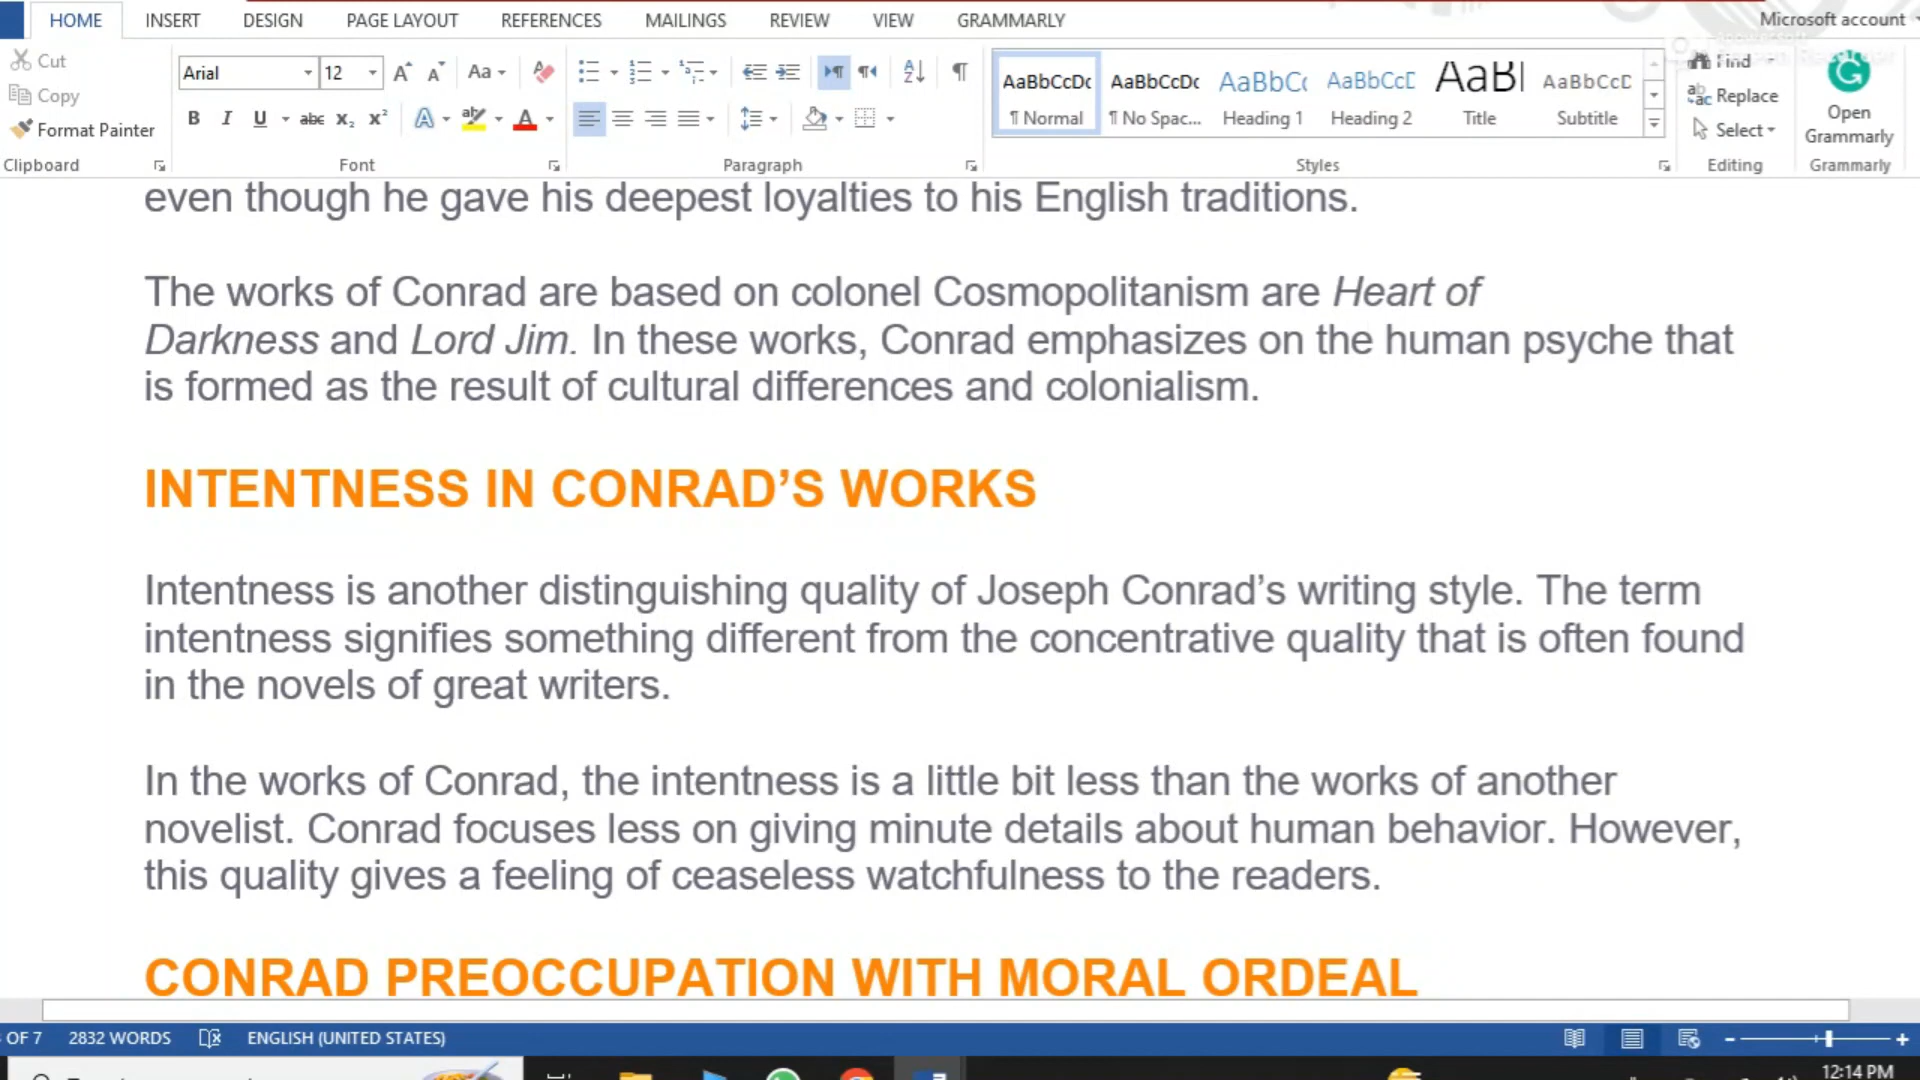 HOME INSERT DESIGN PAGE LAYOUT REFERENCES MAILINGS REVIEW VIEW GRAMMARLY Microsoft account
Cut
Copy
Format Painter
Clipboard
Arial 12
Aa
B I U abc x₂ x² A aby A
Font
Paragraph
AaBbCcDc AaBbCcDc AaBbCc AaBbCcD AaBl AaBbCcD
¶ Normal ¶ No Spac... Heading 1 Heading 2 Title Subtitle
Styles
Find
Replace
Select
Editing
Open
Grammarly
Grammarly
even though he gave his deepest loyalties to his English traditions.
The works of Conrad are based on colonel Cosmopolitanism are Heart of
Darkness and Lord Jim. In these works, Conrad emphasizes on the human psyche that
is formed as the result of cultural differences and colonialism.
INTENTNESS IN CONRAD’S WORKS
Intentness is another distinguishing quality of Joseph Conrad’s writing style. The term
intentness signifies something different from the concentrative quality that is often found
in the novels of great writers.
In the works of Conrad, the intentness is a little bit less than the works of another
novelist. Conrad focuses less on giving minute details about human behavior. However,
this quality gives a feeling of ceaseless watchfulness to the readers.
CONRAD PREOCCUPATION WITH MORAL ORDEAL
OF 7 2832 WORDS ENGLISH (UNITED STATES)
12:14 PM